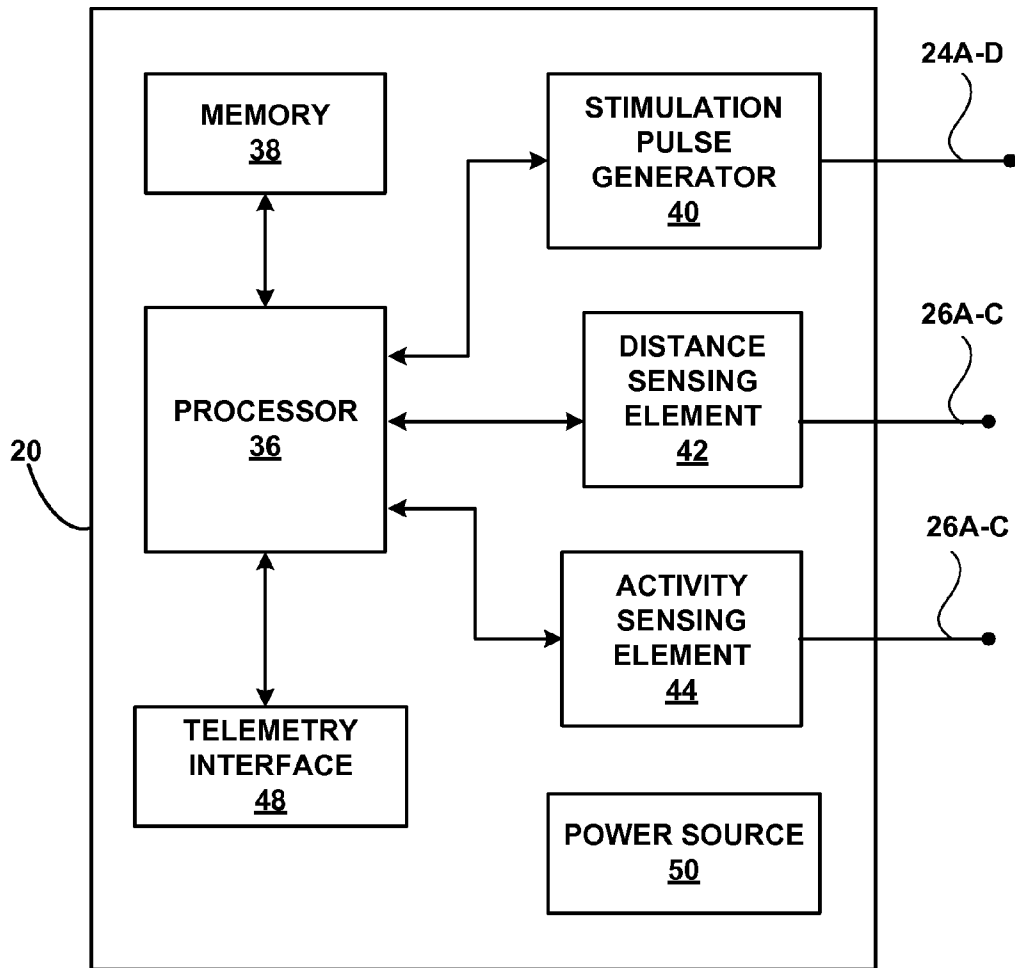 24A-D
MEMORY
38
STIMULATION
PULSE
GENERATOR
40
26A-C
PROCESSOR
36
DISTANCE
SENSING
ELEMENT
42
20
26A-C
ACTIVITY
SENSING
ELEMENT
44
TELEMETRY
INTERFACE
48
POWER SOURCE
50